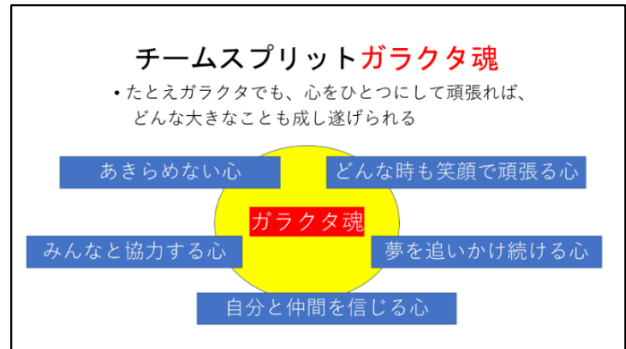 チームスプリットガラクタ魂
• たとえガラクタでも、心をひとつにして頑張れば、
どんな大きなことも成し遂げられる
あきらめない心
どんな時も笑顔で頑張る心
ガラクタ魂
みんなと協力する心
夢を追いかけ続ける心
自分と仲間を信じる心